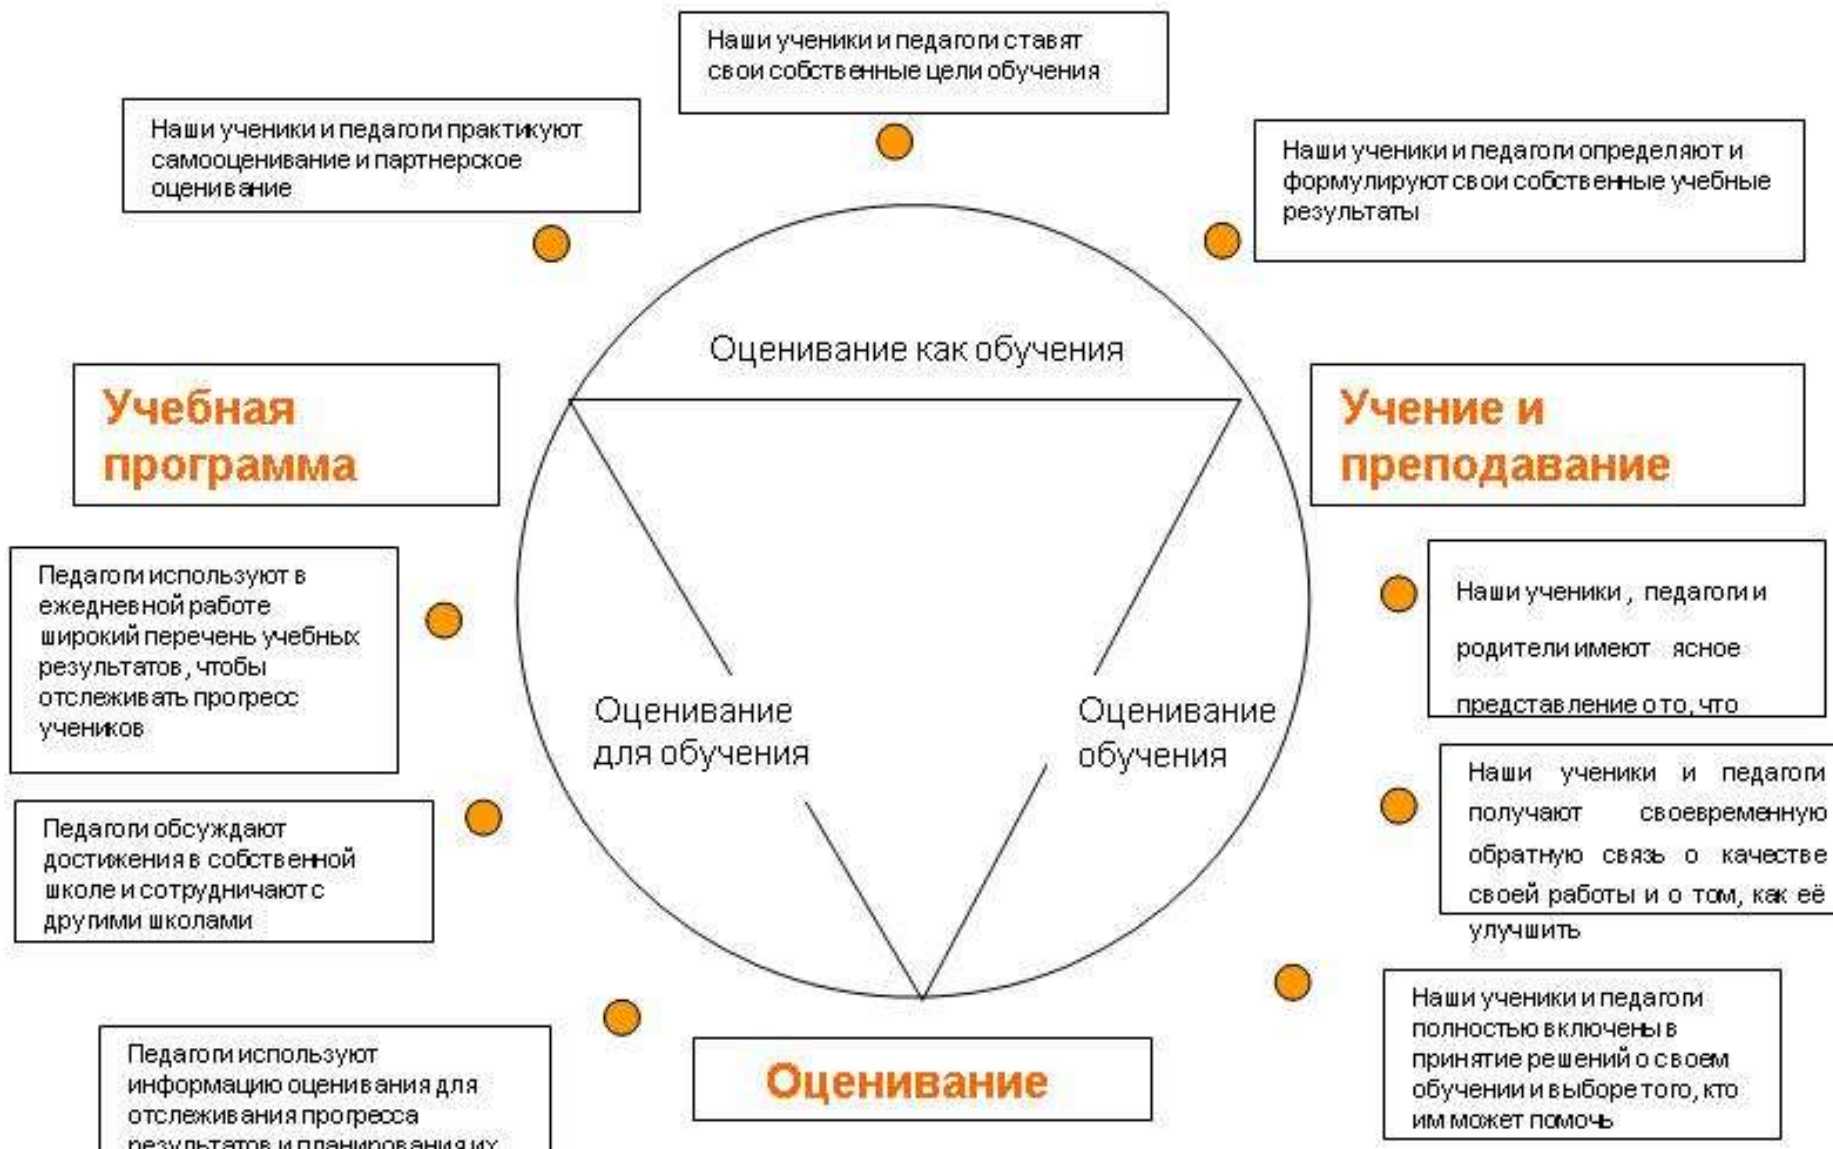 Наши ученики и педагоги ставят
свои собственные цели обучения
Наши ученики и педагоги практикуют
самооценивание и партнерское
оценивание
Наши ученики и педагоги определяют и
формулируют свои собственные учебные
результаты
Оценивание как обучения
Учебная
программа
Учение и
преподавание
Педагоги используют в
ежедневной работе
широкий перечень учебных
результатов, чтобы
отслеживать прогресс
учеников
Наши ученики , педагоги и
родители имеют ясное
представление о то, что
Оценивание
для обучения
Оценивание
обучения
Наши ученики и педагоги
получают своевременную
обратную связь о качестве
своей работы и о том, как её
улучшить
Педагоги обсуждают
достижения в собственной
школе и сотрудничают с
другими школами
Наши ученики и педагоги
полностью включены в
принятие решений о своем
обучении и выборе того, кто
им может помочь
Педагоги используют
информацию оценивания для
отслеживания прогресса
результатов и планирования их
Оценивание